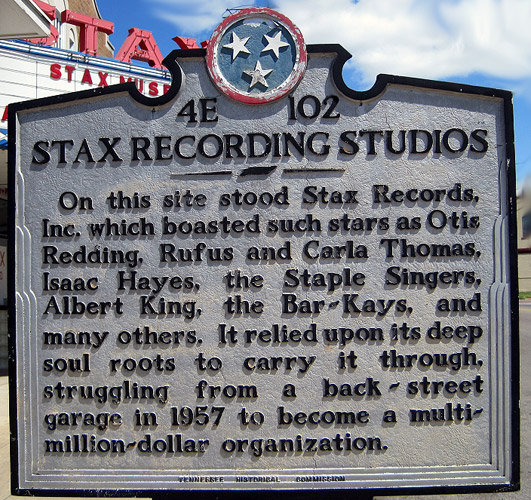 STAX
STAX MUSE
4E 102
STAX RECORDING STUDIOS
On this site stood Stax Records,
Inc. which boasted such stars as Otis
Redding, Rufus and Carla Thomas,
Isaac Hayes, the Staple Singers,
Albert King, the Bar-Kays, and
many others. It relied upon its deep
soul roots to carry it through,
struggling from a back-street
garage in 1957 to become a multi-
million-dollar organization.
TENNESSEE HISTORICAL COMMISSION